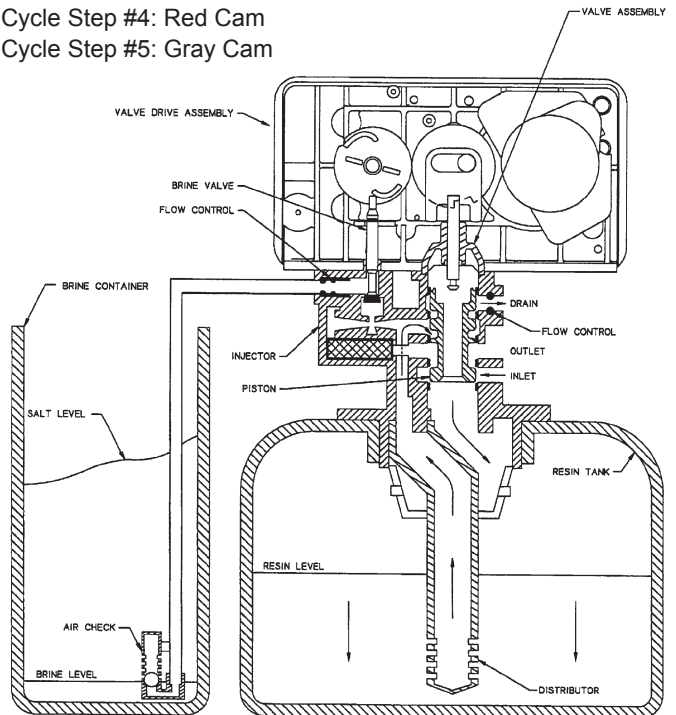 Cycle Step #4: Red Cam
Cycle Step #5: Gray Cam
VALVE ASSEMBLY
VALVE DRIVE ASSEMBLY
BRINE VALVE
FLOW CONTROL
BRINE CONTAINER
DRAIN
FLOW CONTROL
INJECTOR
OUTLET
PISTON
INLET
SALT LEVEL
RESIN TANK
RESIN LEVEL
AIR CHECK
BRINE LEVEL
DISTRIBUTOR